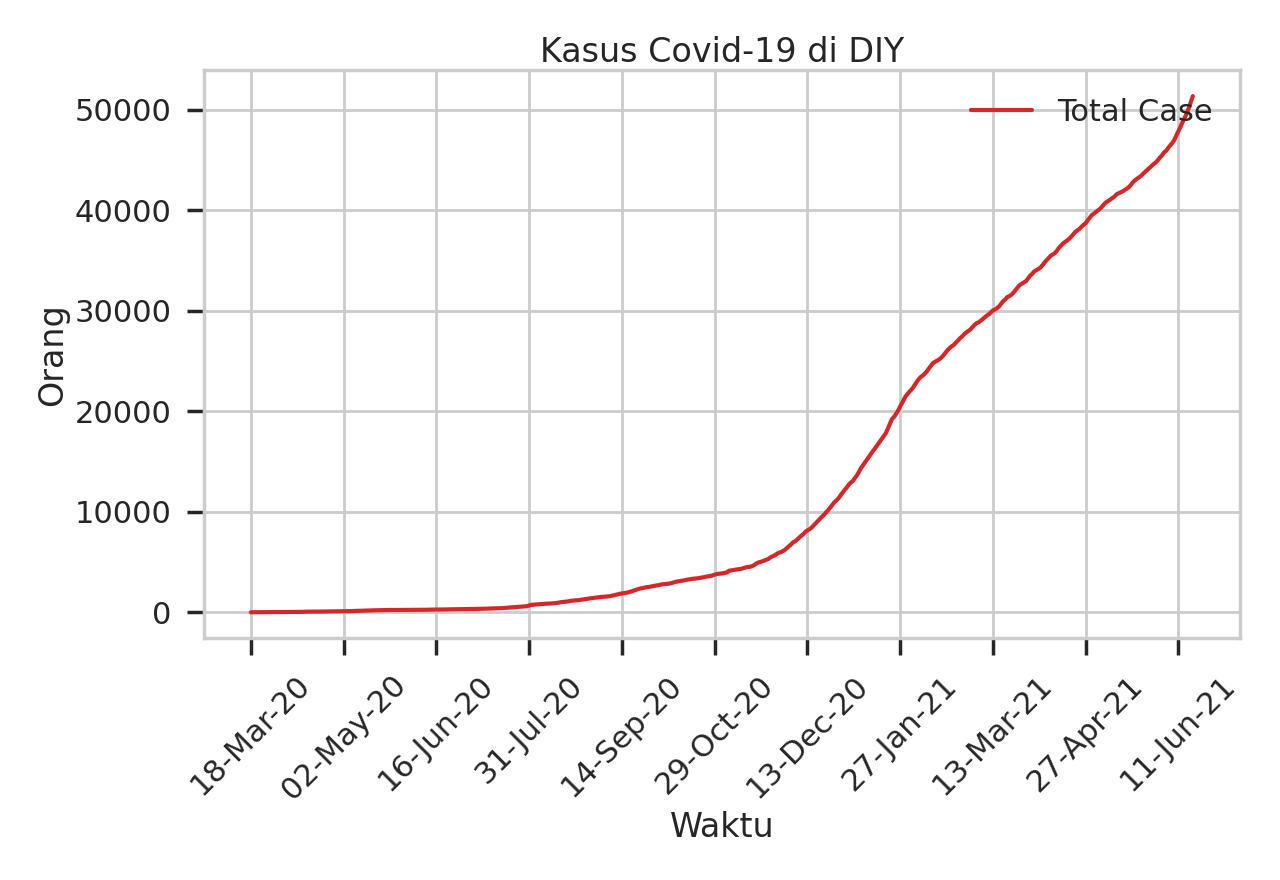 Kasus Covid-19 di DIY
Total Case
Orang
50000
40000
30000
20000
10000
0
18-Mar-20
02-May-20
16-Jun-20
31-Jul-20
14-Sep-20
29-Oct-20
13-Dec-20
27-Jan-21
13-Mar-21
27-Apr-21
11-Jun-21
Waktu